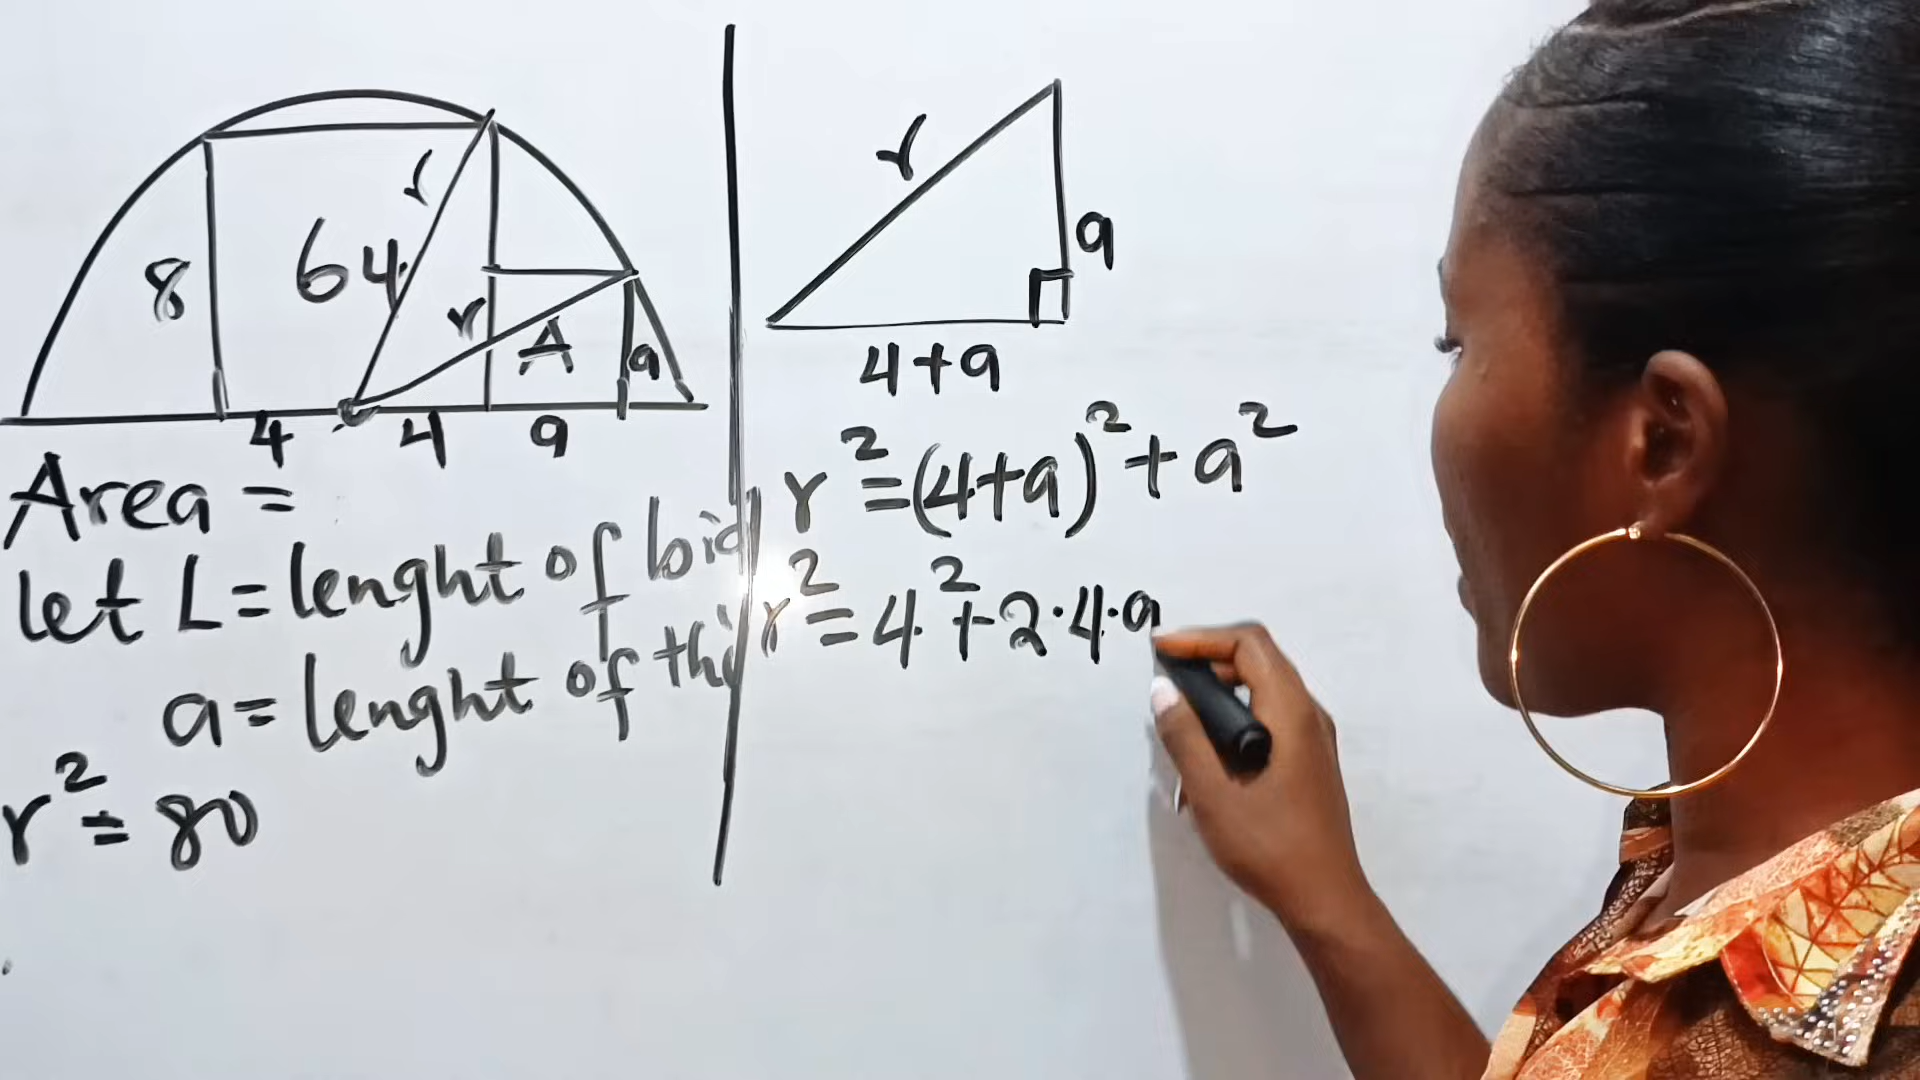 8
64
r
r
A
a
4
4
a
Area =
let L = lenght of
a = lenght of
r² = 80
r
a
4+a
r² = (4+a)² + a²
r² = 4² + 2·4·a